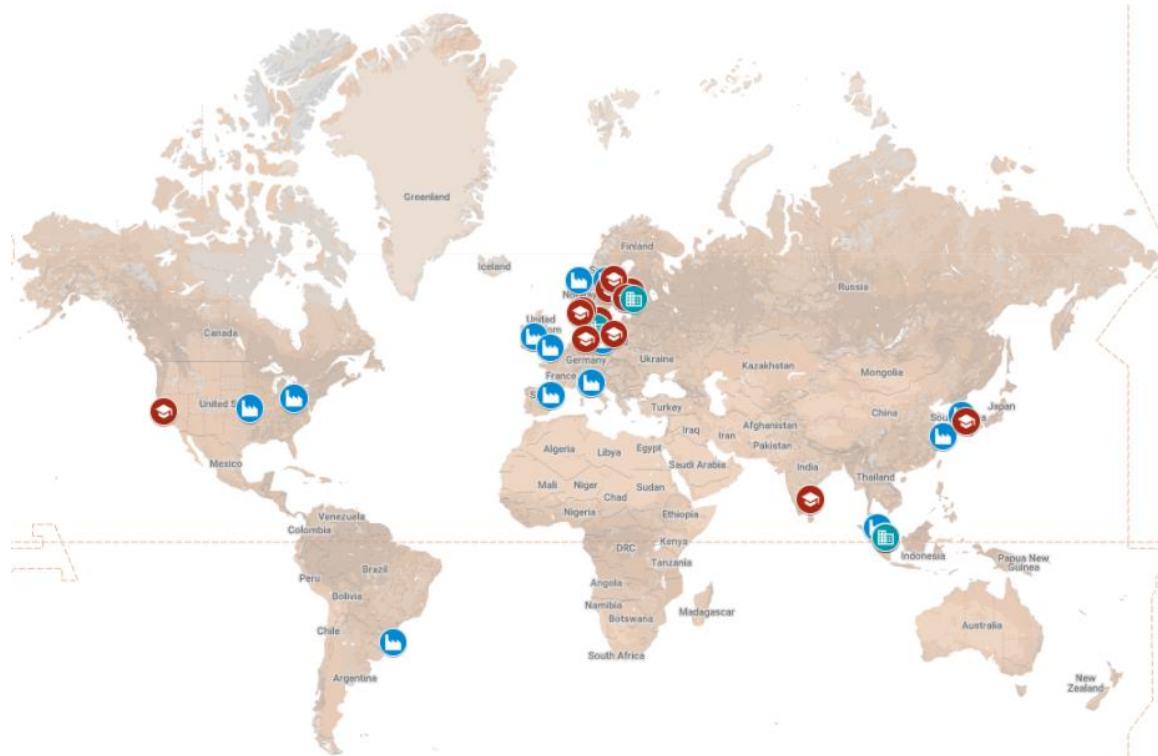 Greenland
Finland
Iceland
Russia
Norway
United
Canada
Ukraine
Germany
Kazakhstan
Mongolia
France
United S
Turkey
China
Japan
Afghanistan
Iraq
Iran
Pakistan
Algeria
Libya
Egypt
Saudi Arabia
Mexico
India
Mali
Niger
Sudan
Thailand
Chad
Venezuela
Nigeria
Ethiopia
Colombia
DRC
Kenya
Indonesia
Papua New
Guinea
Tanzania
Peru
Brazil
Angola
Bolivia
Namibia
Madagascar
Botswana
Chile
Australia
South Africa
Argentina
New
Zealand